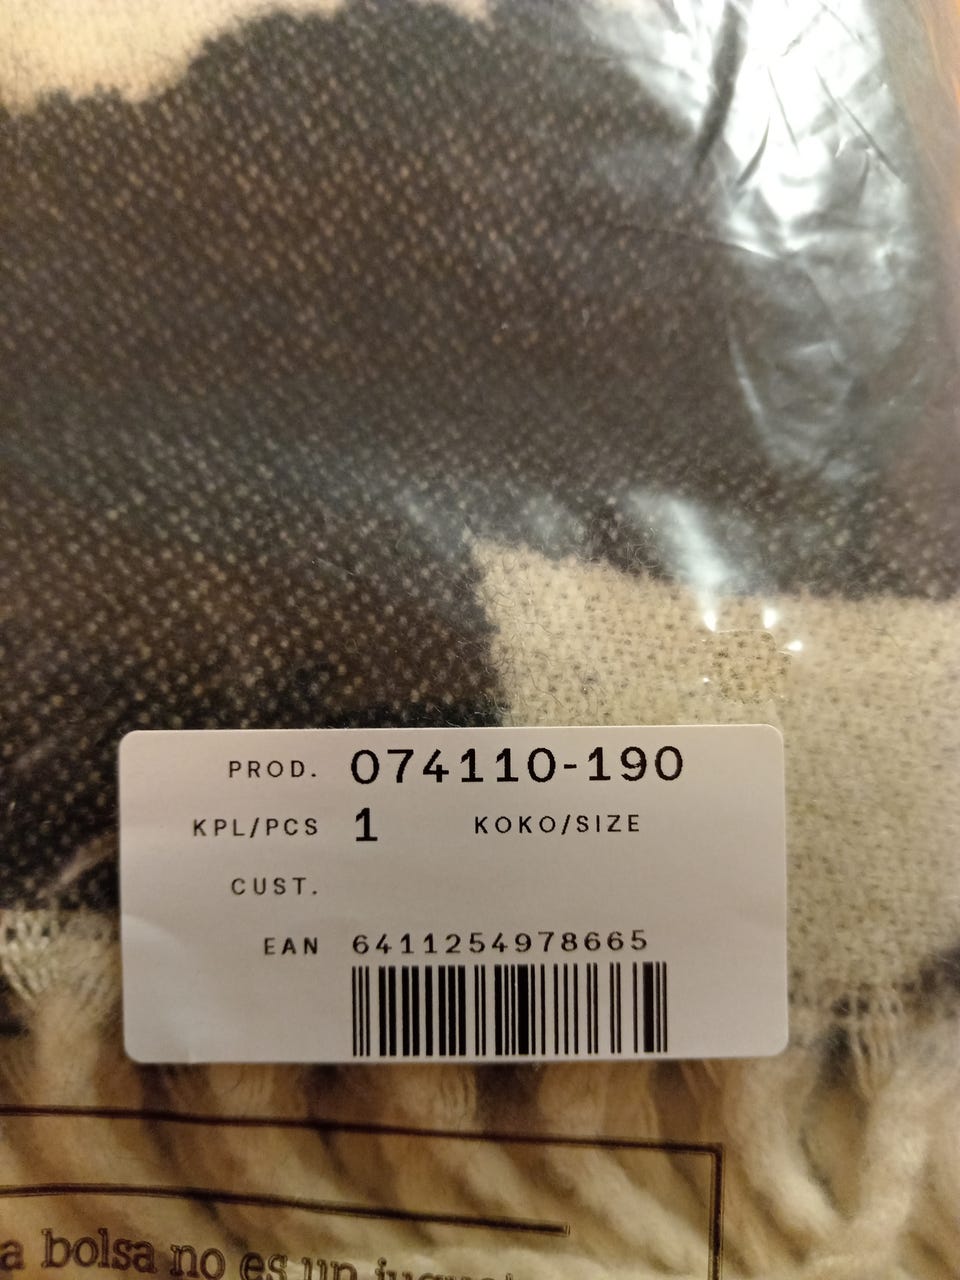 PROD. 074110-190
KPL/PCS 1 KOKO/SIZE
CUST.
EAN 6411254978665
a bolsa no es un